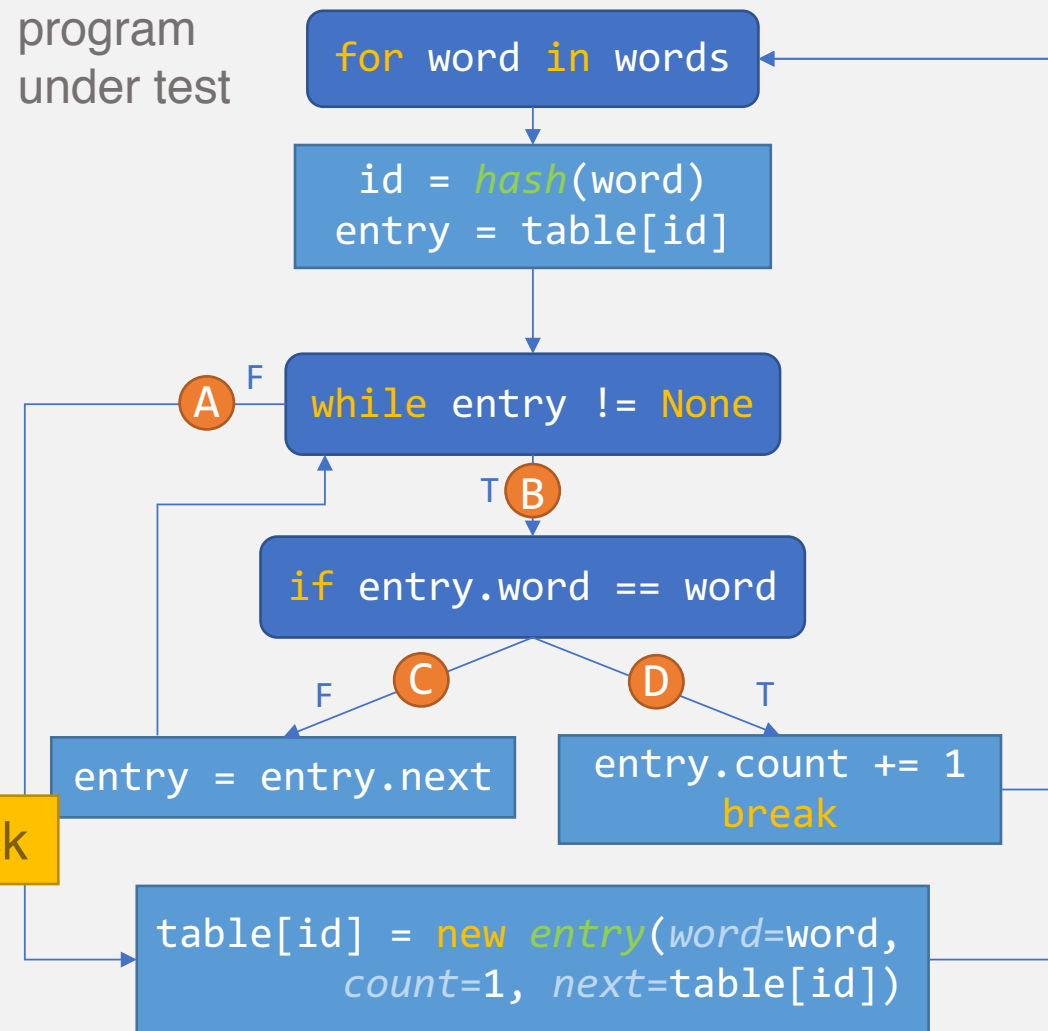 program
under test
for word in words
id = hash(word)
entry = table[id]
F
A
while entry != None
T
B
if entry.word == word
C
D
F
T
entry = entry.next
entry.count += 1
break
k
table[id] = new entry(word=word,
count=1, next=table[id])